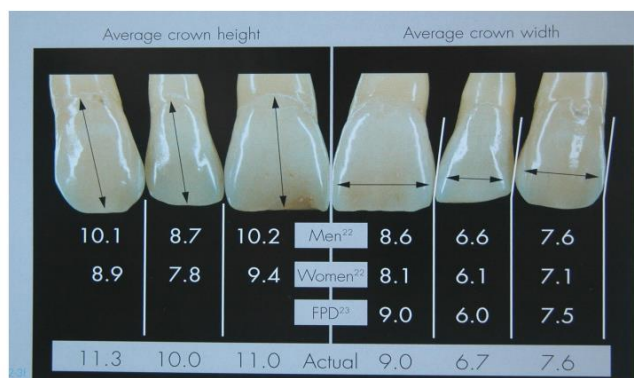 Average crown height Average crown width
10.1 8.7 10.2 Men22 8.6 6.6 7.6
8.9 7.8 9.4 Women22 8.1 6.1 7.1
FPD23 9.0 6.0 7.5
11.3 10.0 11.0 Actual 9.0 6.7 7.6